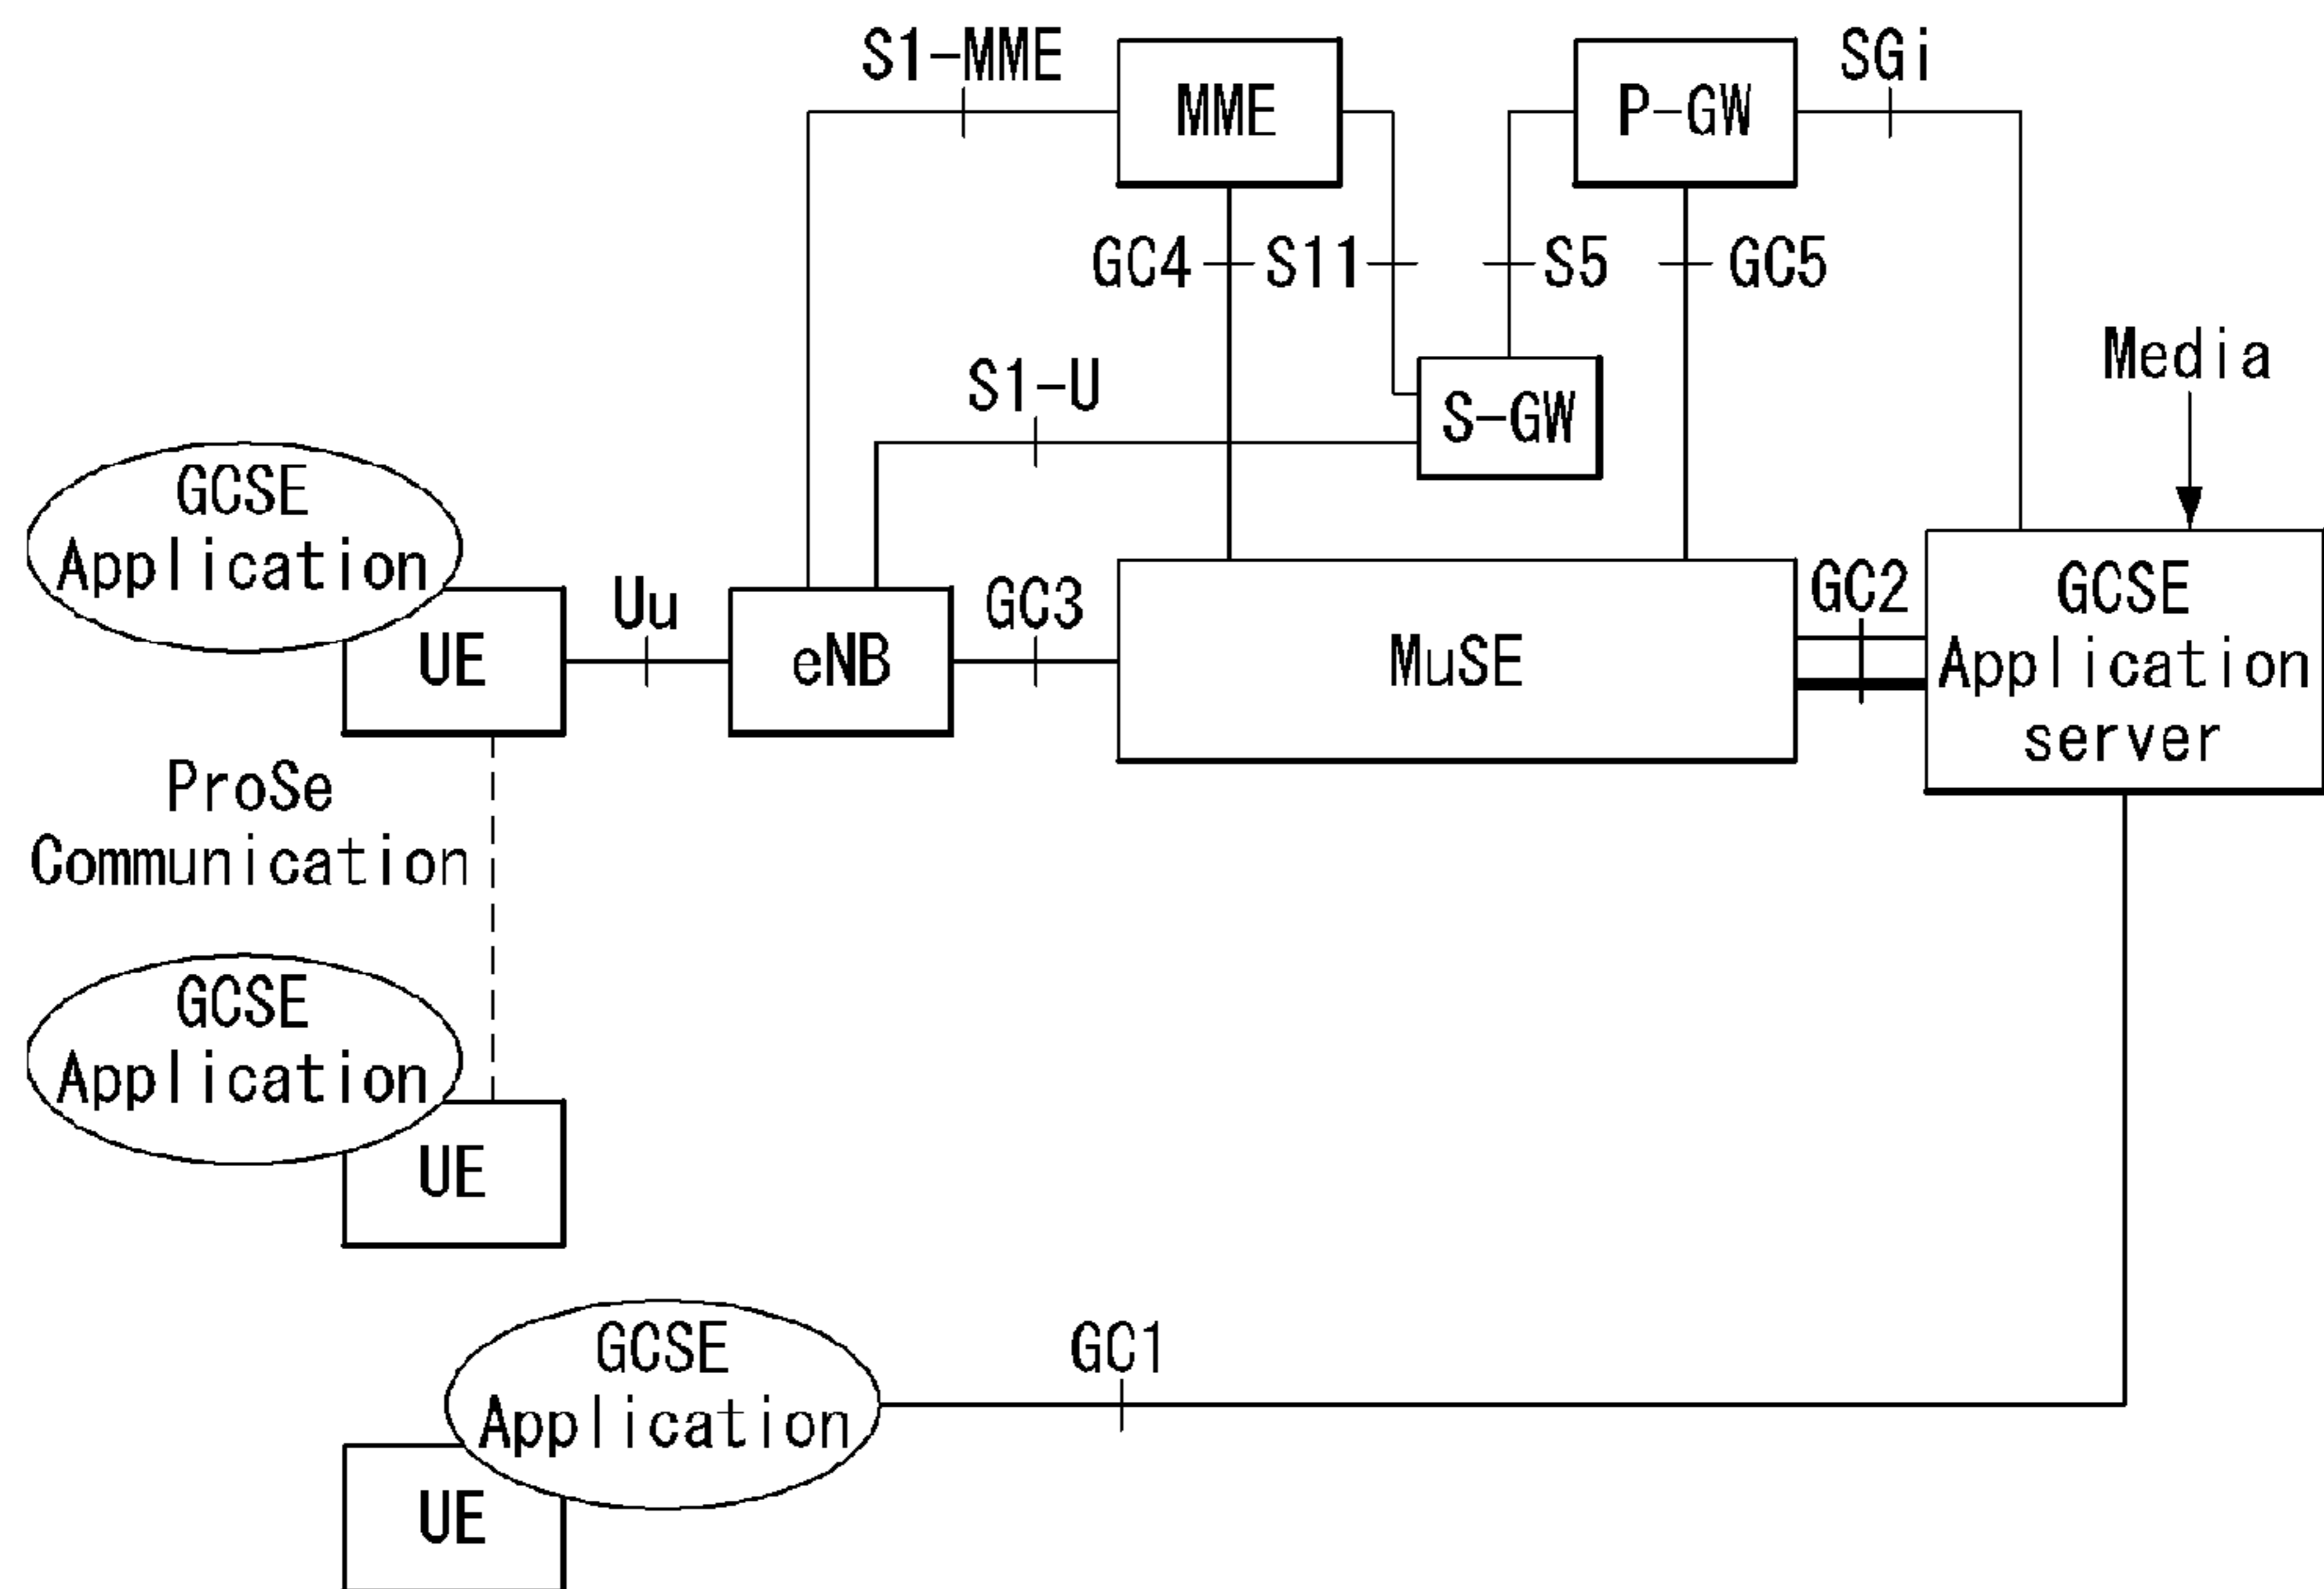 S1-MME
MME
P-GW
SGi
GC4
S11
S5
GC5
Media
S1-U
S-GW
GCSE
Application
UE
Uu
eNB
GC3
MuSE
GC2
GCSE
Application
server
ProSe
Communication
GCSE
Application
UE
GCSE
Application
GC1
UE